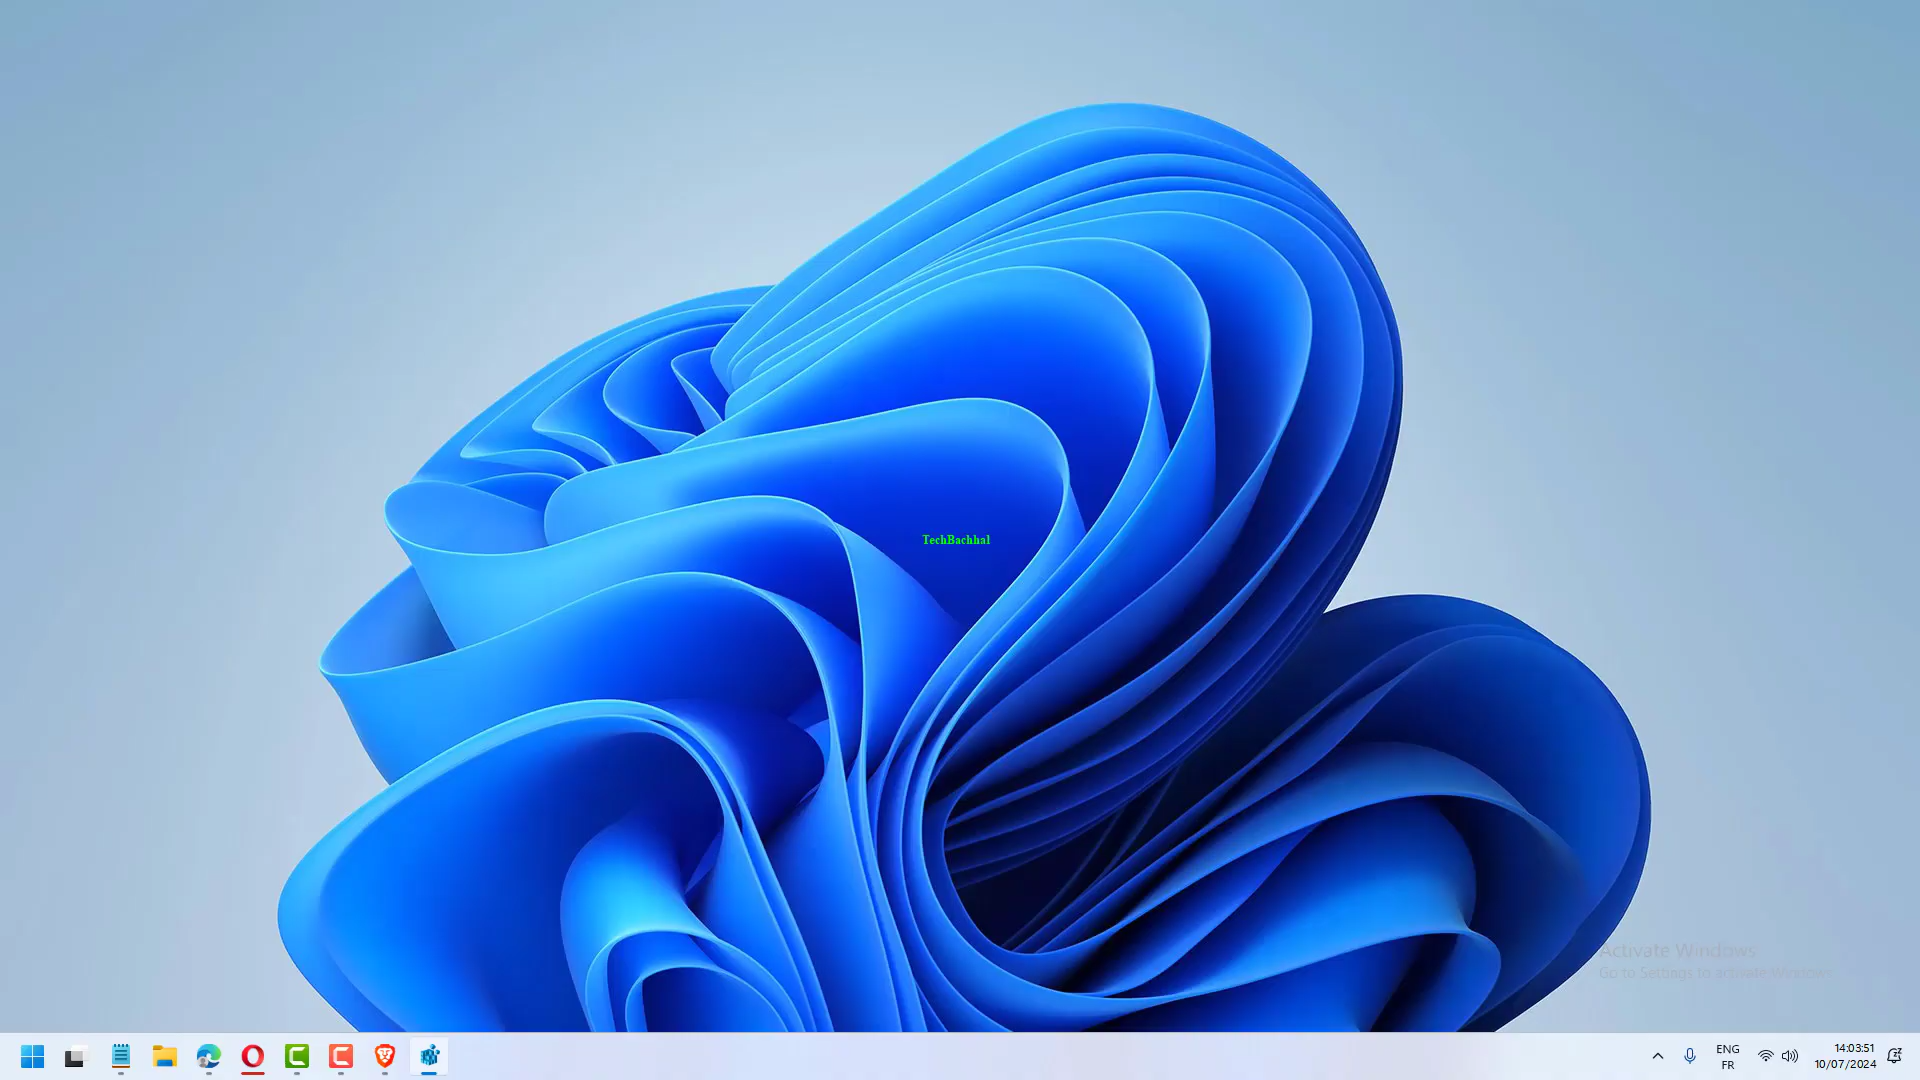 TechBachhal
Activate Windows
Go to Settings to activate Windows.
ENG
FR
14:03:51
10/07/2024